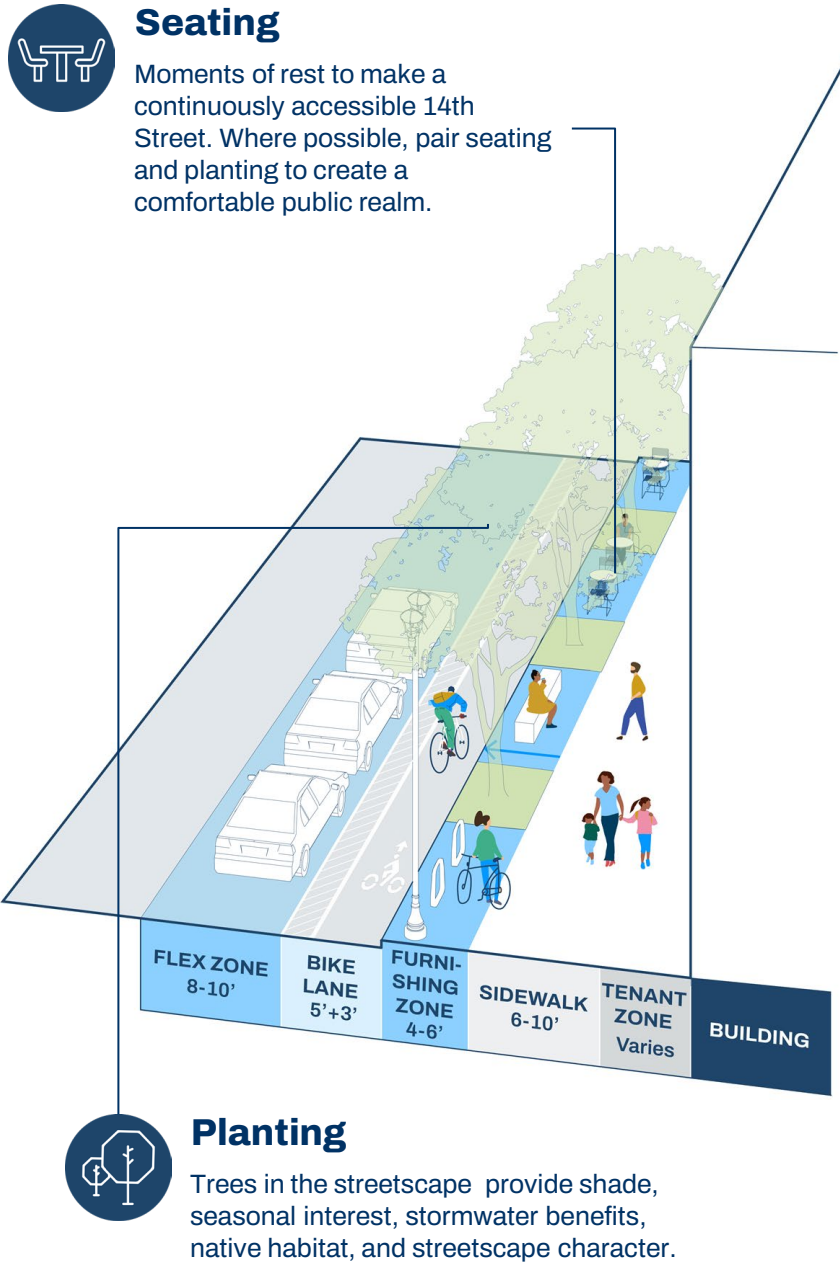 Seating
Moments of rest to make a
continuously accessible 14th
Street. Where possible, pair seating
and planting to create a
comfortable public realm.
FLEX ZONE
8-10’
BIKE
LANE
5’+3’
FURNI-
SHING
ZONE
4-6’
SIDEWALK
6-10’
TENANT
ZONE
Varies
BUILDING
Planting
Trees in the streetscape provide shade,
seasonal interest, stormwater benefits,
native habitat, and streetscape character.